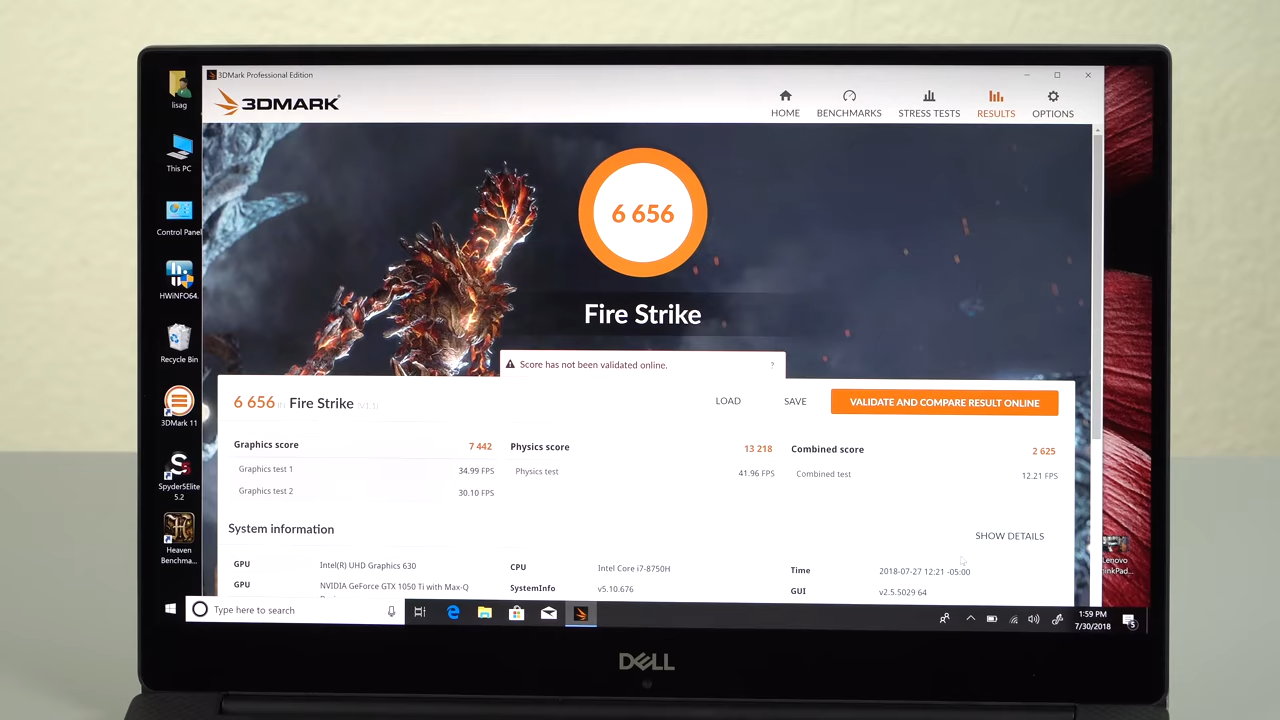 3DMark Professional Edition
3DMARK
HOME
BENCHMARKS
STRESS TESTS
RESULTS
OPTIONS
lisag
This PC
Control Panel
HWiNFO64.
Recycle Bin
3DMark 11
Spyder5Elite
5.2
Heaven
Benchma...
6 656
Fire Strike
Score has not been validated online.
?
6 656 Fire Strike (V1.1)
LOAD
SAVE
VALIDATE AND COMPARE RESULT ONLINE
Graphics score 7 442
Graphics test 1 34.99 FPS
Graphics test 2 30.10 FPS
Physics score 13 218
Physics test 41.96 FPS
Combined score 2 625
Combined test 12.21 FPS
System information
SHOW DETAILS
GPU Intel(R) UHD Graphics 630
GPU NVIDIA GeForce GTX 1050 Ti with Max-Q
CPU Intel Core i7-8750H
SystemInfo v5.10.676
Time 2018-07-27 12:21 -05:00
GUI v2.5.5029 64
Lenovo
Type here to search
1:59 PM
7/30/2018
5
DELL